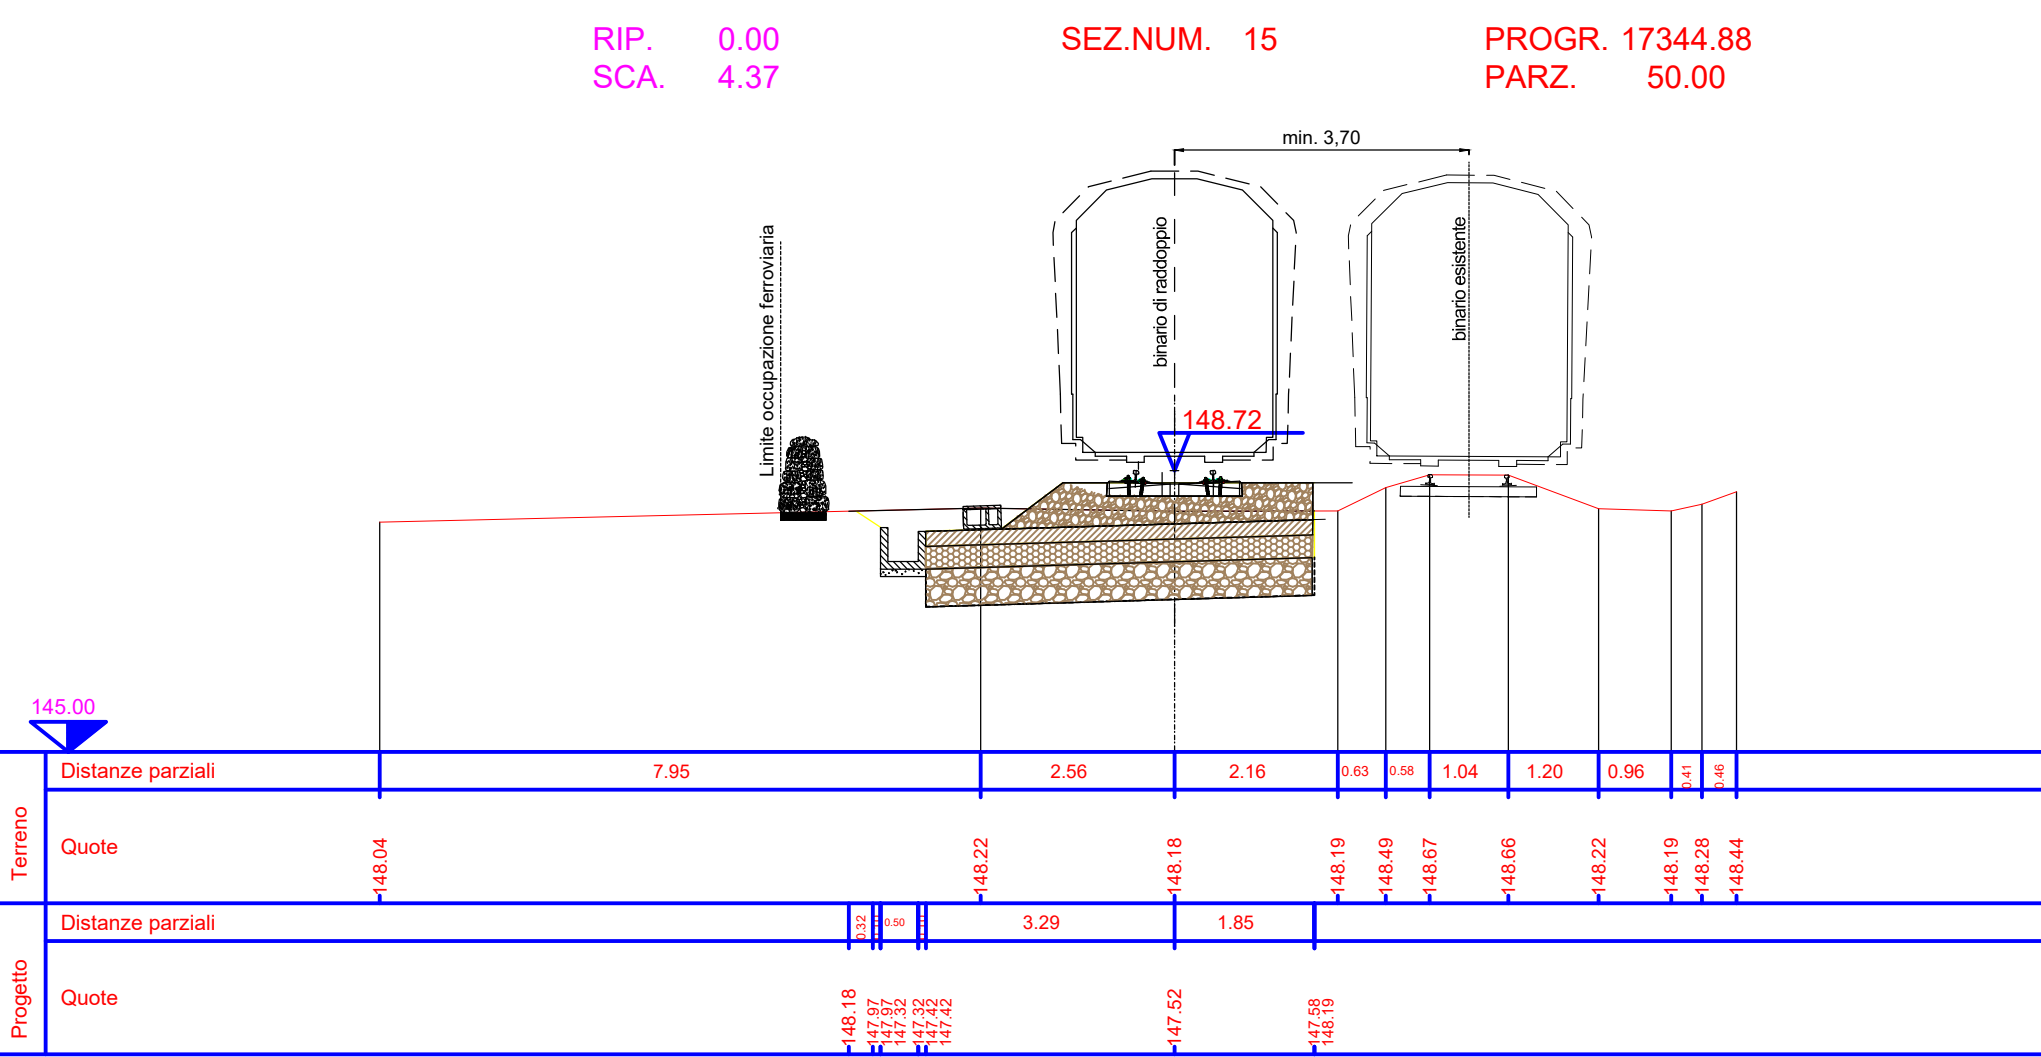 RIP. 0.00
SEZ.NUM. 15
PROGR. 17344.88
SCA. 4.37
PARZ. 50.00
min. 3,70
Limite occupazione ferroviaria
binario di raddoppio
binario esistente
148.72
145.00
Terreno
Distanze parziali
7.95
2.56
2.16
0.63
0.58
1.04
1.20
0.96
0.41
0.46
Quote
148.04
148.22
148.18
148.19
148.49
148.67
148.66
148.22
148.19
148.28
148.44
Progetto
Distanze parziali
0.32
0.50
3.29
1.85
Quote
148.18
147.97
147.97
147.32
147.32
147.42
147.42
147.52
147.58
148.19